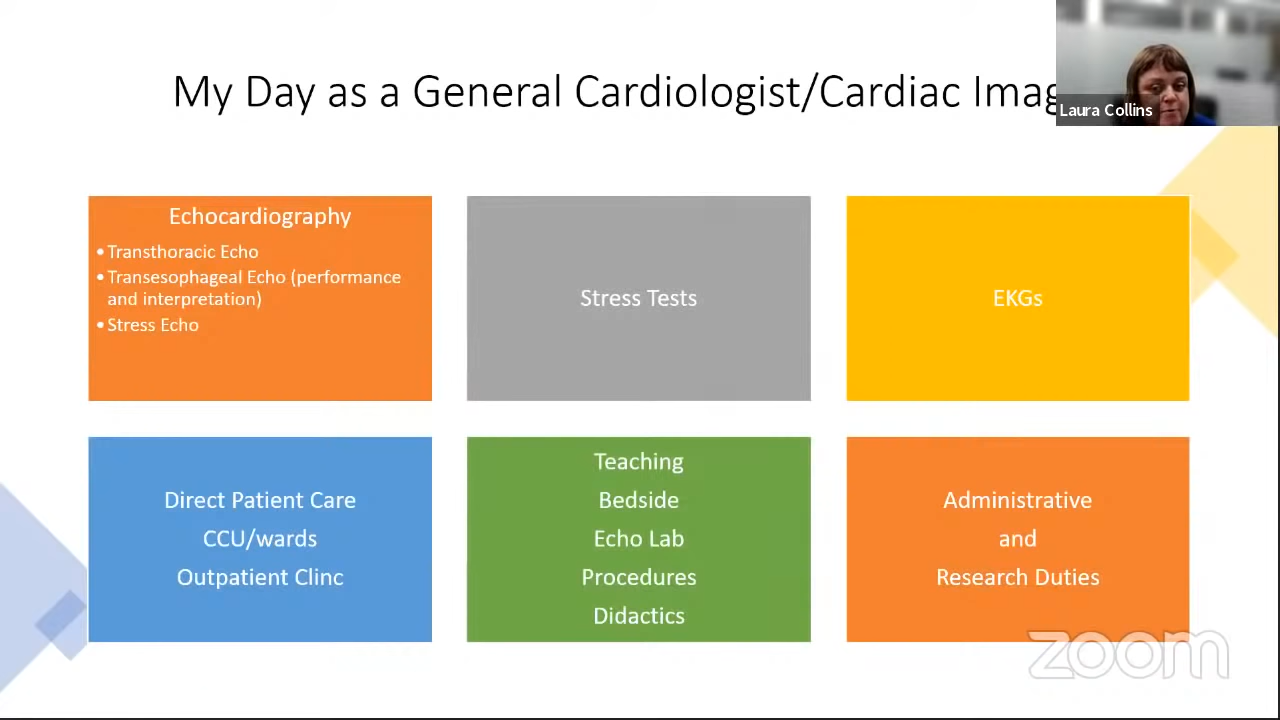 My Day as a General Cardiologist/Cardiac
Laura Collins
Echocardiography
• Transthoracic Echo
• Transesophageal Echo (performance
and interpretation)
• Stress Echo
Stress Tests
EKGs
Direct Patient Care
CCU/wards
Outpatient Clinc
Teaching
Bedside
Echo Lab
Procedures
Didactics
Administrative
and
Research Duties
zoom